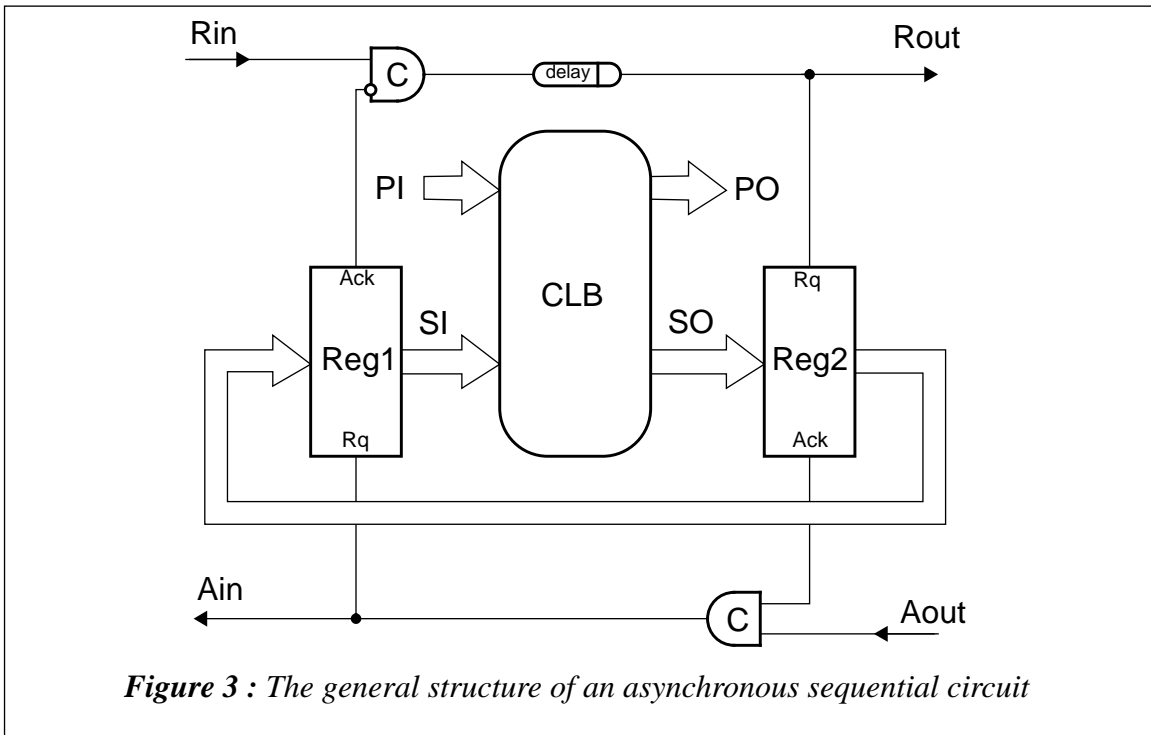 Rin
Rout
C
delay
PI
PO
CLB
Ack
Rq
SI
SO
Reg1
Reg2
Rq
Ack
Ain
C
Aout
Figure 3 : The general structure of an asynchronous sequential circuit